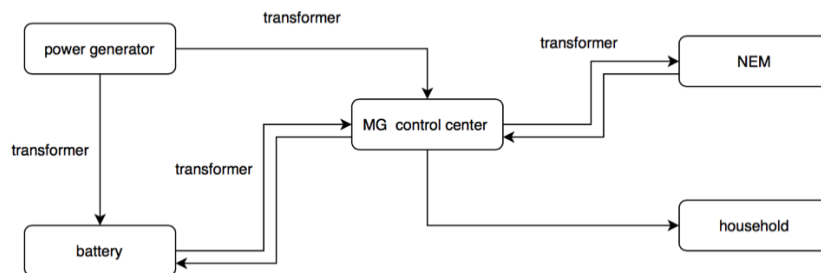 transformer
power generator
transformer
NEM
MG control center
transformer
transformer
battery
household